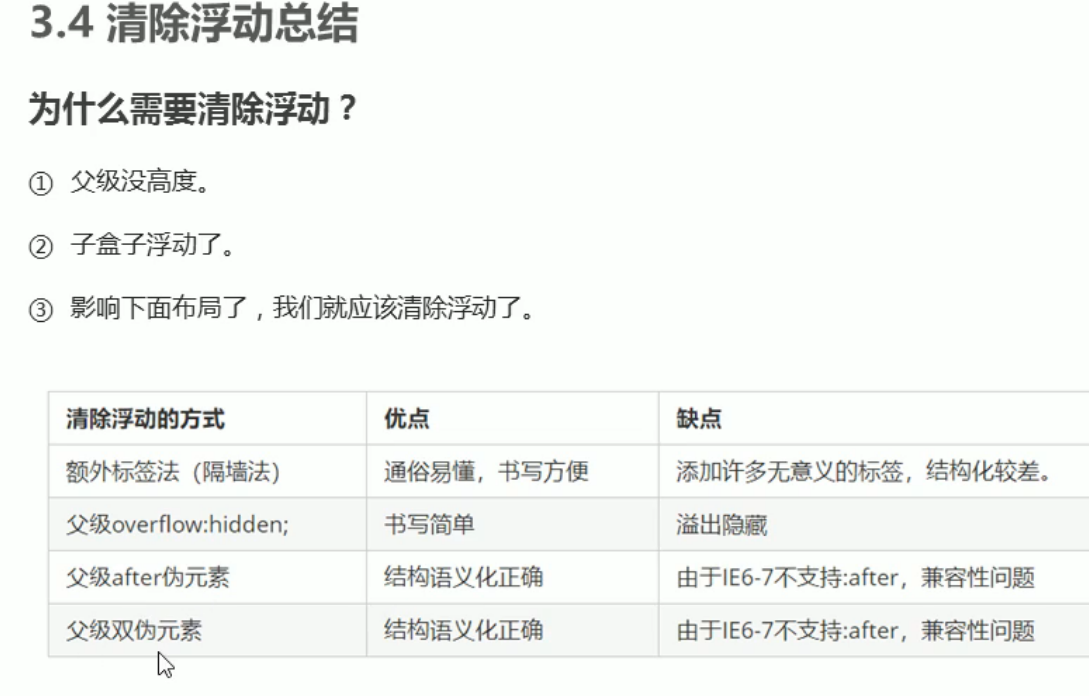 3.4 清除浮动总结
为什么需要清除浮动？
① 父级没高度。
② 子盒子浮动了。
③ 影响下面布局了，我们就应该清除浮动了。
清除浮动的方式 优点 缺点
额外标签法（隔墙法） 通俗易懂，书写方便 添加许多无意义的标签，结构化较差。
父级overflow:hidden; 书写简单 溢出隐藏
父级after伪元素 结构语义化正确 由于IE6-7不支持:after，兼容性问题
父级双伪元素 结构语义化正确 由于IE6-7不支持:after，兼容性问题